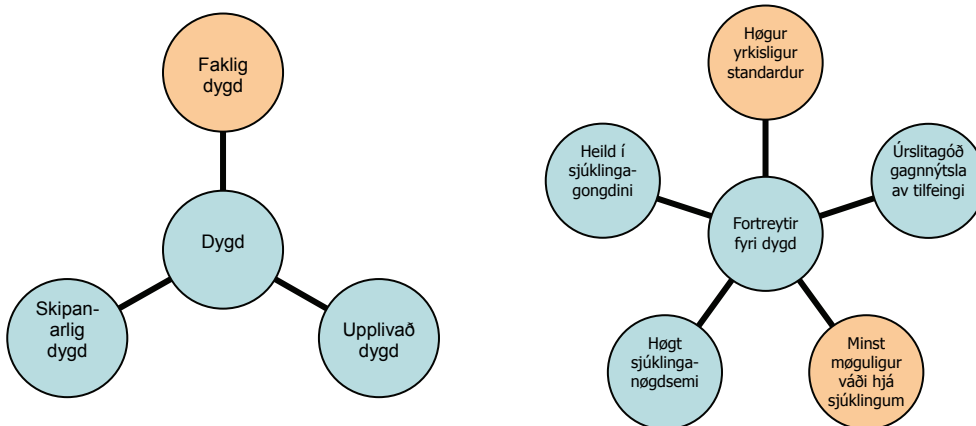 Faklig
dygd
Dygd
Skipan-
arlig
dygd
Upplivað
dygd
Høgur
yrkisligur
standardur
Heild í
sjúklinga-
gongdini
Úrslitagóð
gagnnýtsla
av tilfeingi
Fortreytir
fyri dygd
Høgt
sjúklinga-
nøgdsemi
Minst
møguligur
váði hjá
sjúklingum